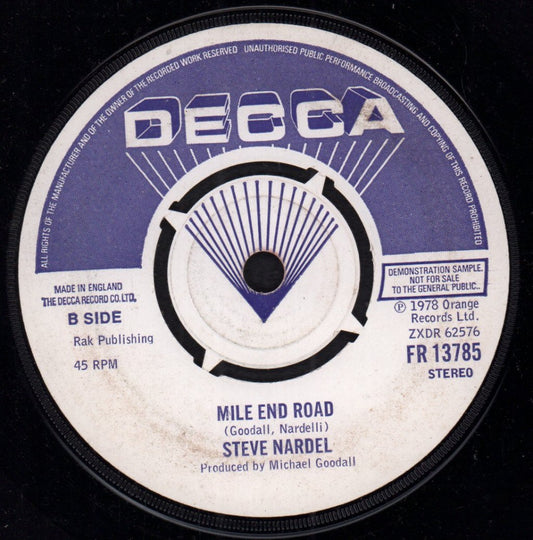 ALL RIGHTS OF THE MANUFACTURER AND OF THE OWNER OF THE RECORDED WORK RESERVED UNAUTHORISED PUBLIC PERFORMANCE BROADCASTING AND COPYING OF THIS RECORD PROHIBITED
DECCA
MADE IN ENGLAND
THE DECCA RECORD CO. LTD.
B SIDE
Rak Publishing
45 RPM
DEMONSTRATION SAMPLE.
NOT FOR SALE
TO THE GENERAL PUBLIC..
℗ 1978 Orange
Records Ltd.
ZXDR 62576
FR 13785
STEREO
MILE END ROAD
(Goodall, Nardelli)
STEVE NARDEL
Produced by Michael Goodall